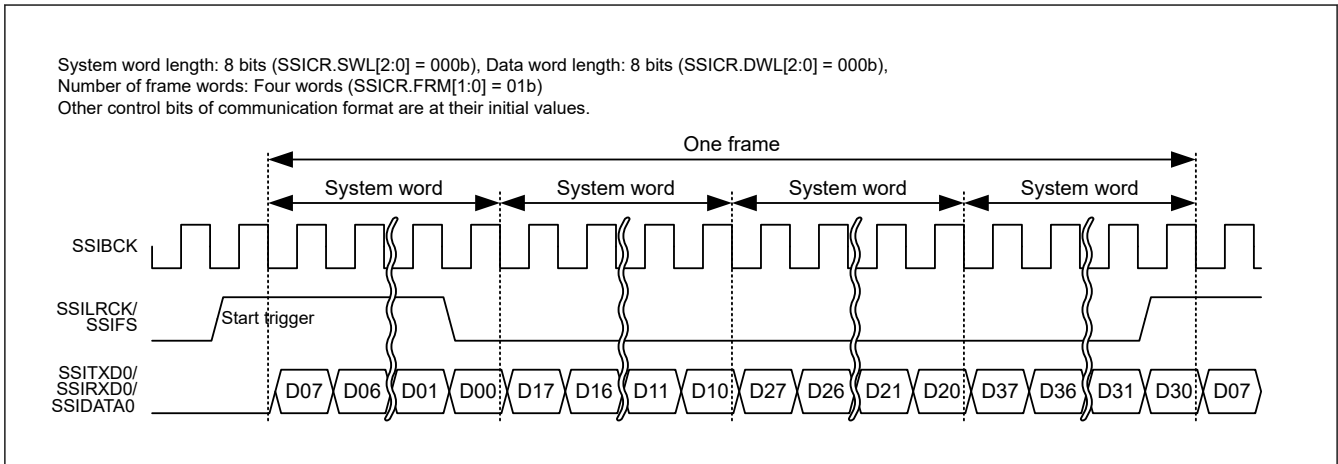 System word length: 8 bits (SSICR.SWL[2:0] = 000b), Data word length: 8 bits (SSICR.DWL[2:0] = 000b),
Number of frame words: Four words (SSICR.FRM[1:0] = 01b)
Other control bits of communication format are at their initial values.
One frame
System word System word System word System word
SSIBCK
SSILRCK/
SSIFS
Start trigger
SSITXD0/
SSIRXD0/
SSIDATA0
D07 D06 D01 D00 D17 D16 D11 D10 D27 D26 D21 D20 D37 D36 D31 D30 D07